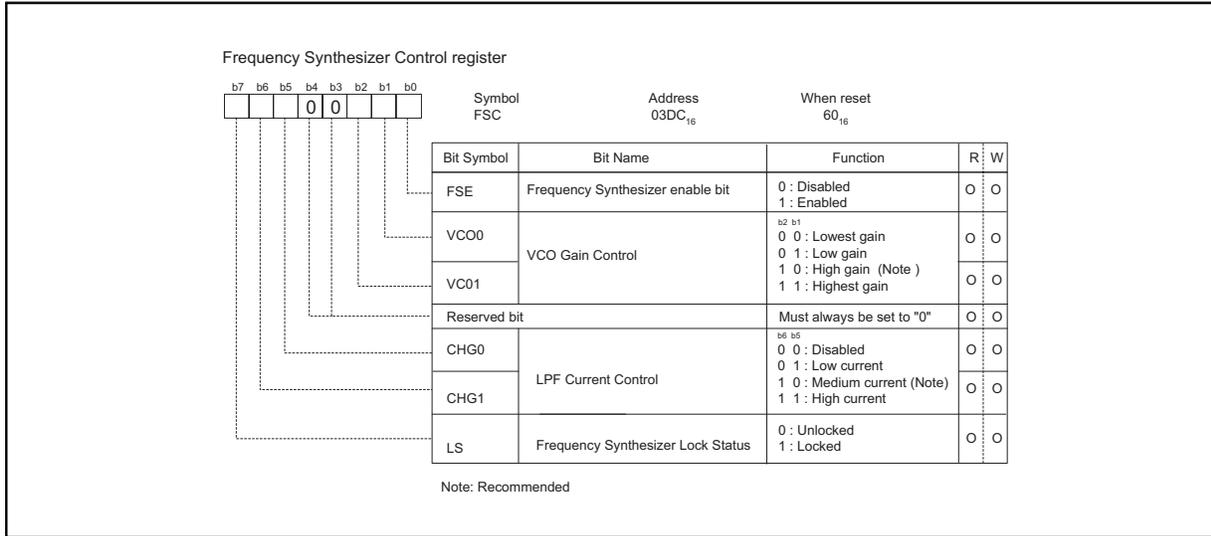 Frequency Synthesizer Control register
b7 b6 b5 b4 b3 b2 b1 b0
0 0
Symbol Address When reset
FSC 03DC16 6016
Bit Symbol Bit Name Function R W
FSE Frequency Synthesizer enable bit 0 : Disabled O O
1 : Enabled
VCO0 VCO Gain Control b2 b1
0 0 : Lowest gain O O
0 1 : Low gain
1 0 : High gain (Note )
VC01 1 1 : Highest gain O O
Reserved bit Must always be set to "0" O O
CHG0 LPF Current Control b6 b5
0 0 : Disabled O O
0 1 : Low current
1 0 : Medium current (Note)
CHG1 1 1 : High current O O
LS Frequency Synthesizer Lock Status 0 : Unlocked O O
1 : Locked
Note: Recommended